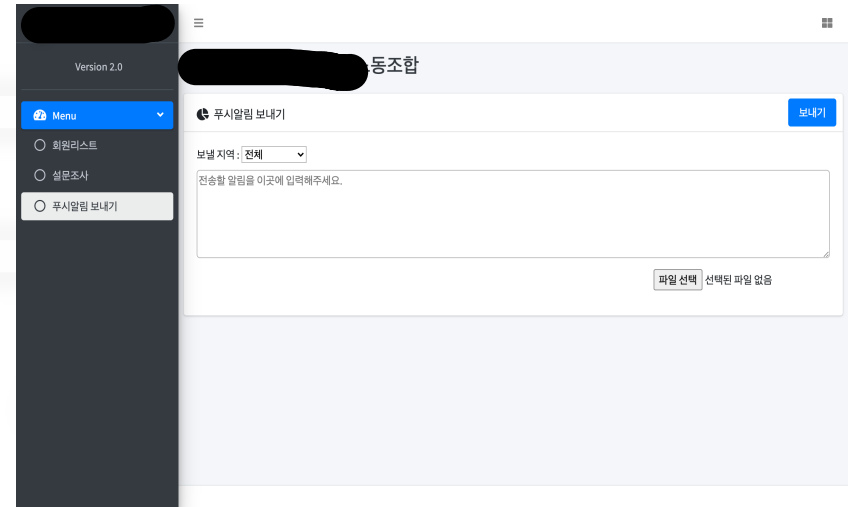 Version 2.0
동조합
Menu
회원리스트
설문조사
푸시알림 보내기
푸시알림 보내기
보내기
보낼 지역 : 전체
전송할 알림을 이곳에 입력해주세요.
파일 선택 선택된 파일 없음